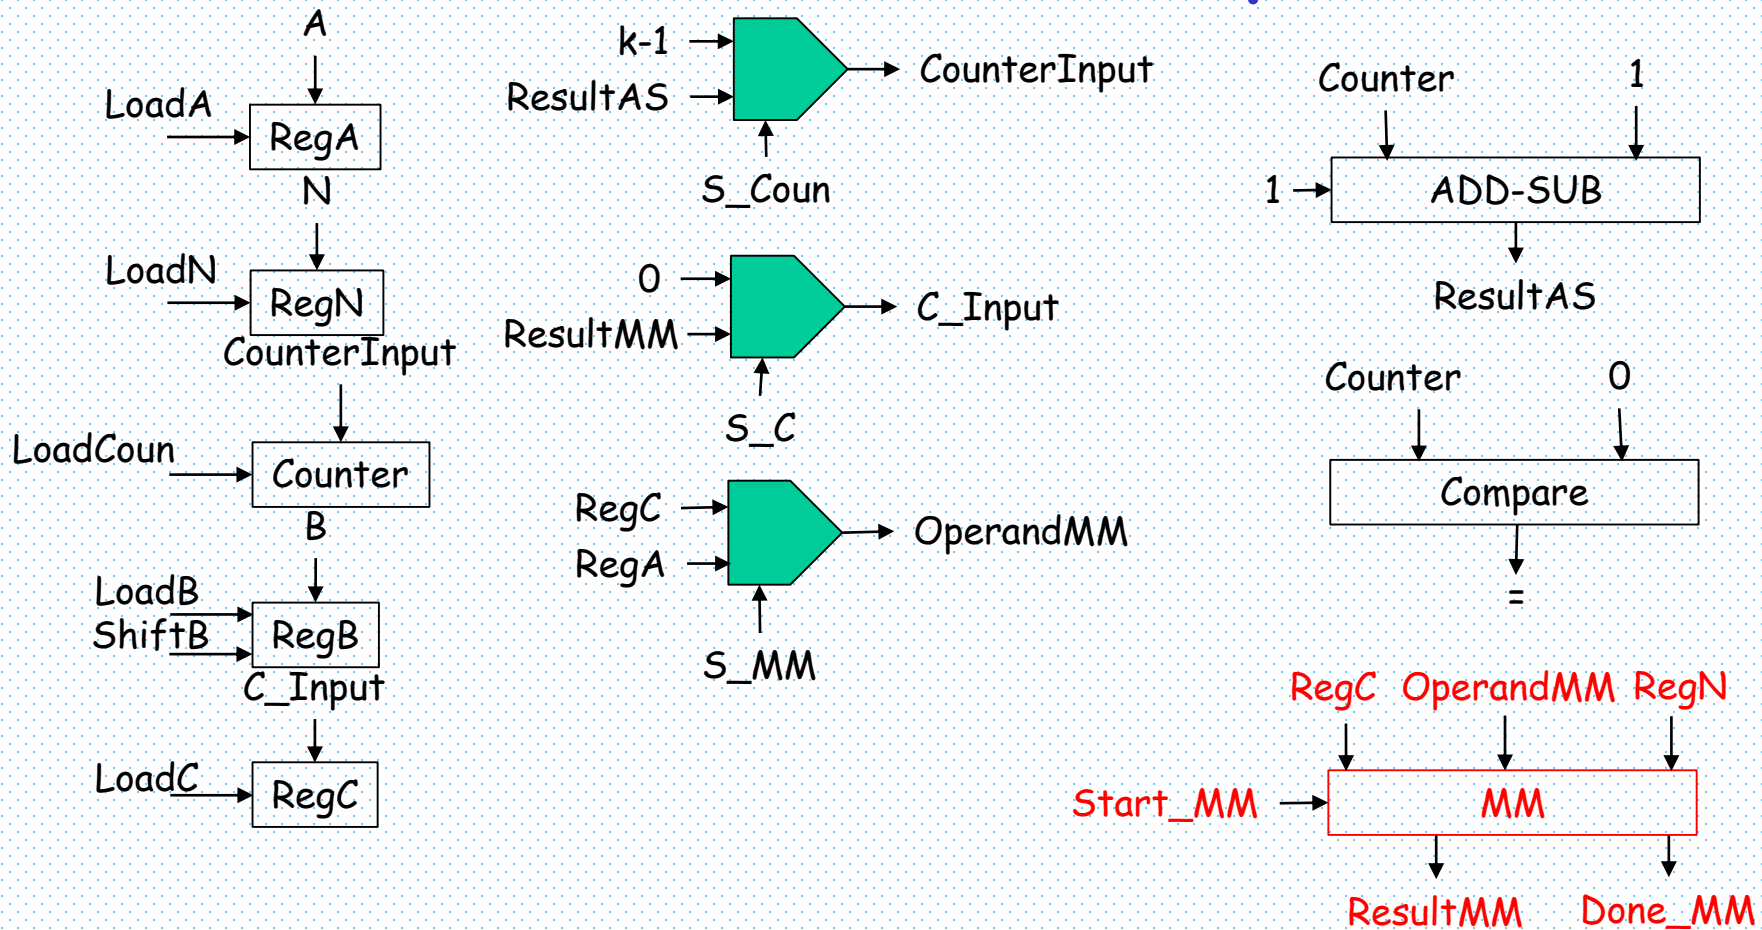 A
LoadA
RegA
N
LoadN
RegN
CounterInput
LoadCoun
Counter
B
LoadB
ShiftB
RegB
C_Input
LoadC
RegC
k-1
ResultAS
CounterInput
S_Coun
0
ResultMM
C_Input
S_C
RegC
RegA
OperandMM
S_MM
Counter
1
1
ADD-SUB
ResultAS
Counter
0
Compare
=
RegC OperandMM RegN
Start_MM
MM
ResultMM
Done_MM